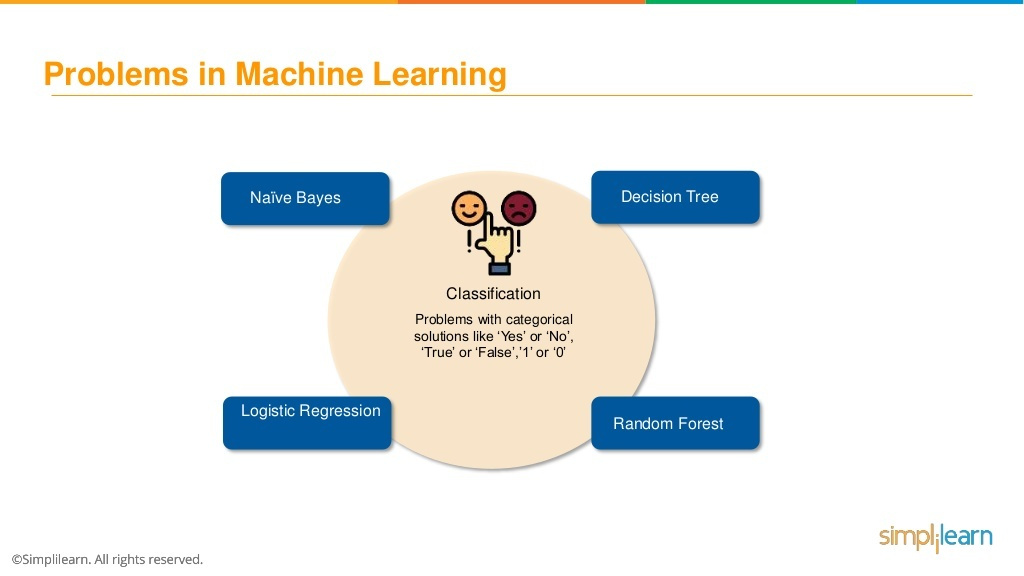 Problems in Machine Learning
Naïve Bayes
Decision Tree
Classification
Problems with categorical
solutions like ‘Yes’ or ‘No’,
‘True’ or ‘False’,’1’ or ‘0’
Logistic Regression
Random Forest
simplilearn
©Simplilearn. All rights reserved.